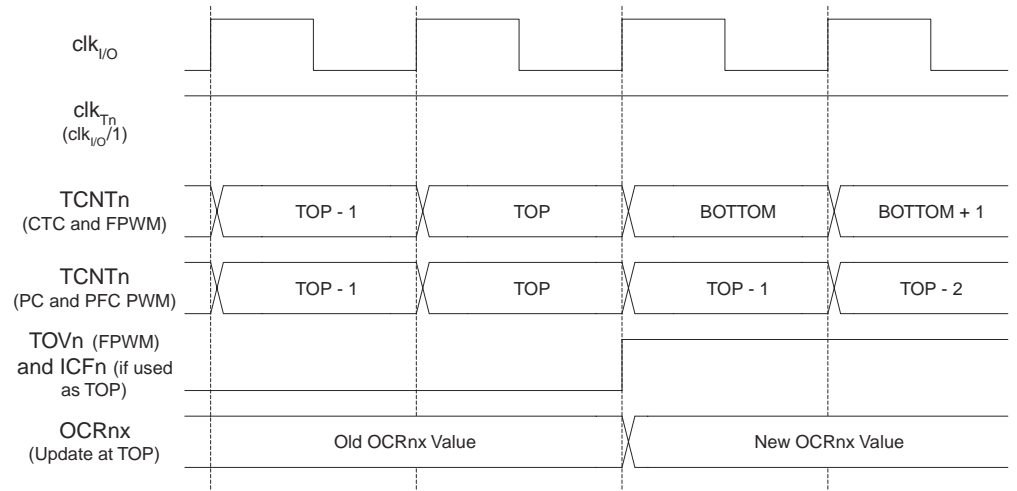 clkI/O
clkTn
(clkI/O/1)
TCNTn
(CTC and FPWM)
TOP - 1 TOP BOTTOM BOTTOM + 1
TCNTn
(PC and PFC PWM)
TOP - 1 TOP TOP - 1 TOP - 2
TOVn (FPWM)
and ICFn (if used
as TOP)
OCRnx
(Update at TOP)
Old OCRnx Value New OCRnx Value